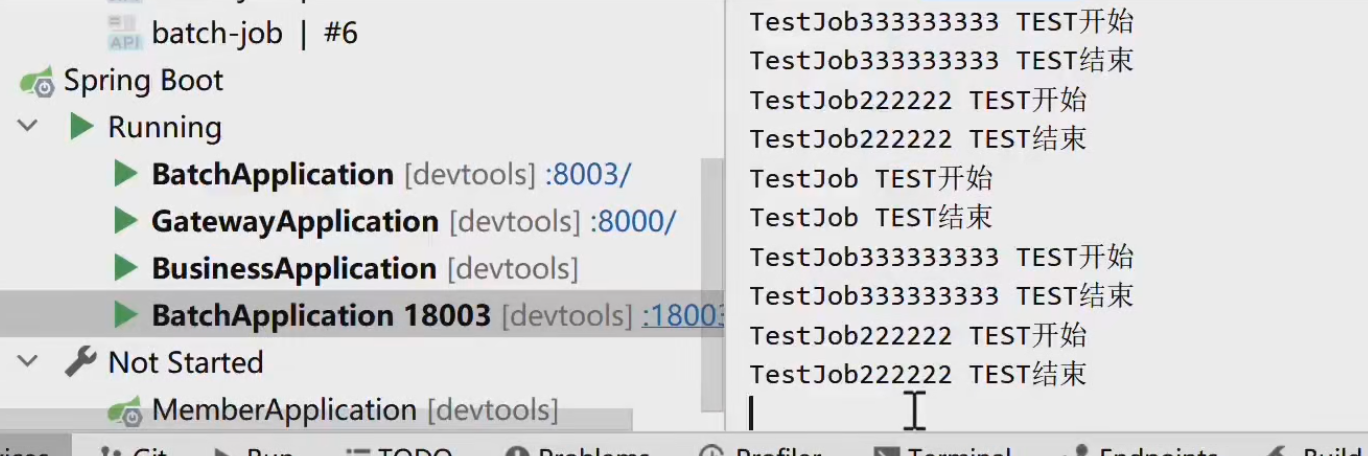 batch-job | #6
Spring Boot
Running
BatchApplication [devtools] :8003/
GatewayApplication [devtools] :8000/
BusinessApplication [devtools]
BatchApplication 18003 [devtools] :18003
Not Started
MemberApplication [devtools]
TestJob333333333 TEST开始
TestJob333333333 TEST结束
TestJob222222 TEST开始
TestJob222222 TEST结束
TestJob TEST开始
TestJob TEST结束
TestJob333333333 TEST开始
TestJob333333333 TEST结束
TestJob222222 TEST开始
TestJob222222 TEST结束
Git Run TODO Problems Profiler Terminal Endpoints Build